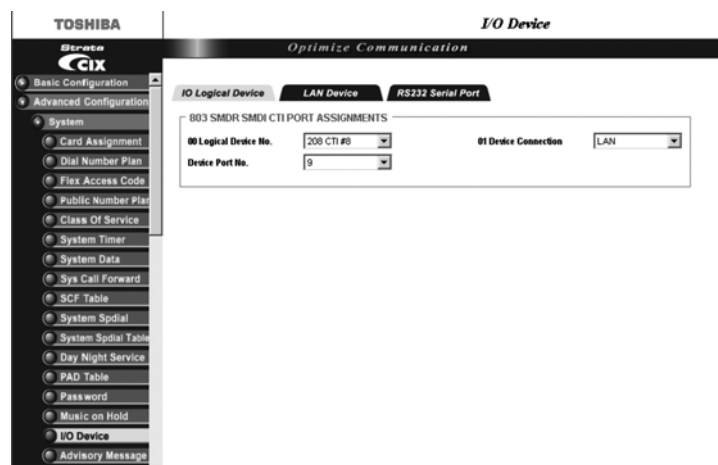 TOSHIBA
I/O Device
Strata
CIX
Optimize Communication
Basic Configuration
Advanced Configuration
System
Card Assignment
Dial Number Plan
Flex Access Code
Public Number Plan
Class Of Service
System Timer
System Data
Sys Call Forward
SCF Table
System Spdial
System Spdial Table
Day Night Service
PAD Table
Password
Music on Hold
I/O Device
Advisory Message
IO Logical Device
LAN Device
RS232 Serial Port
803 SMDR SMDI CTI PORT ASSIGNMENTS
00 Logical Device No. 208 CTI #8 01 Device Connection LAN
Device Port No. 9